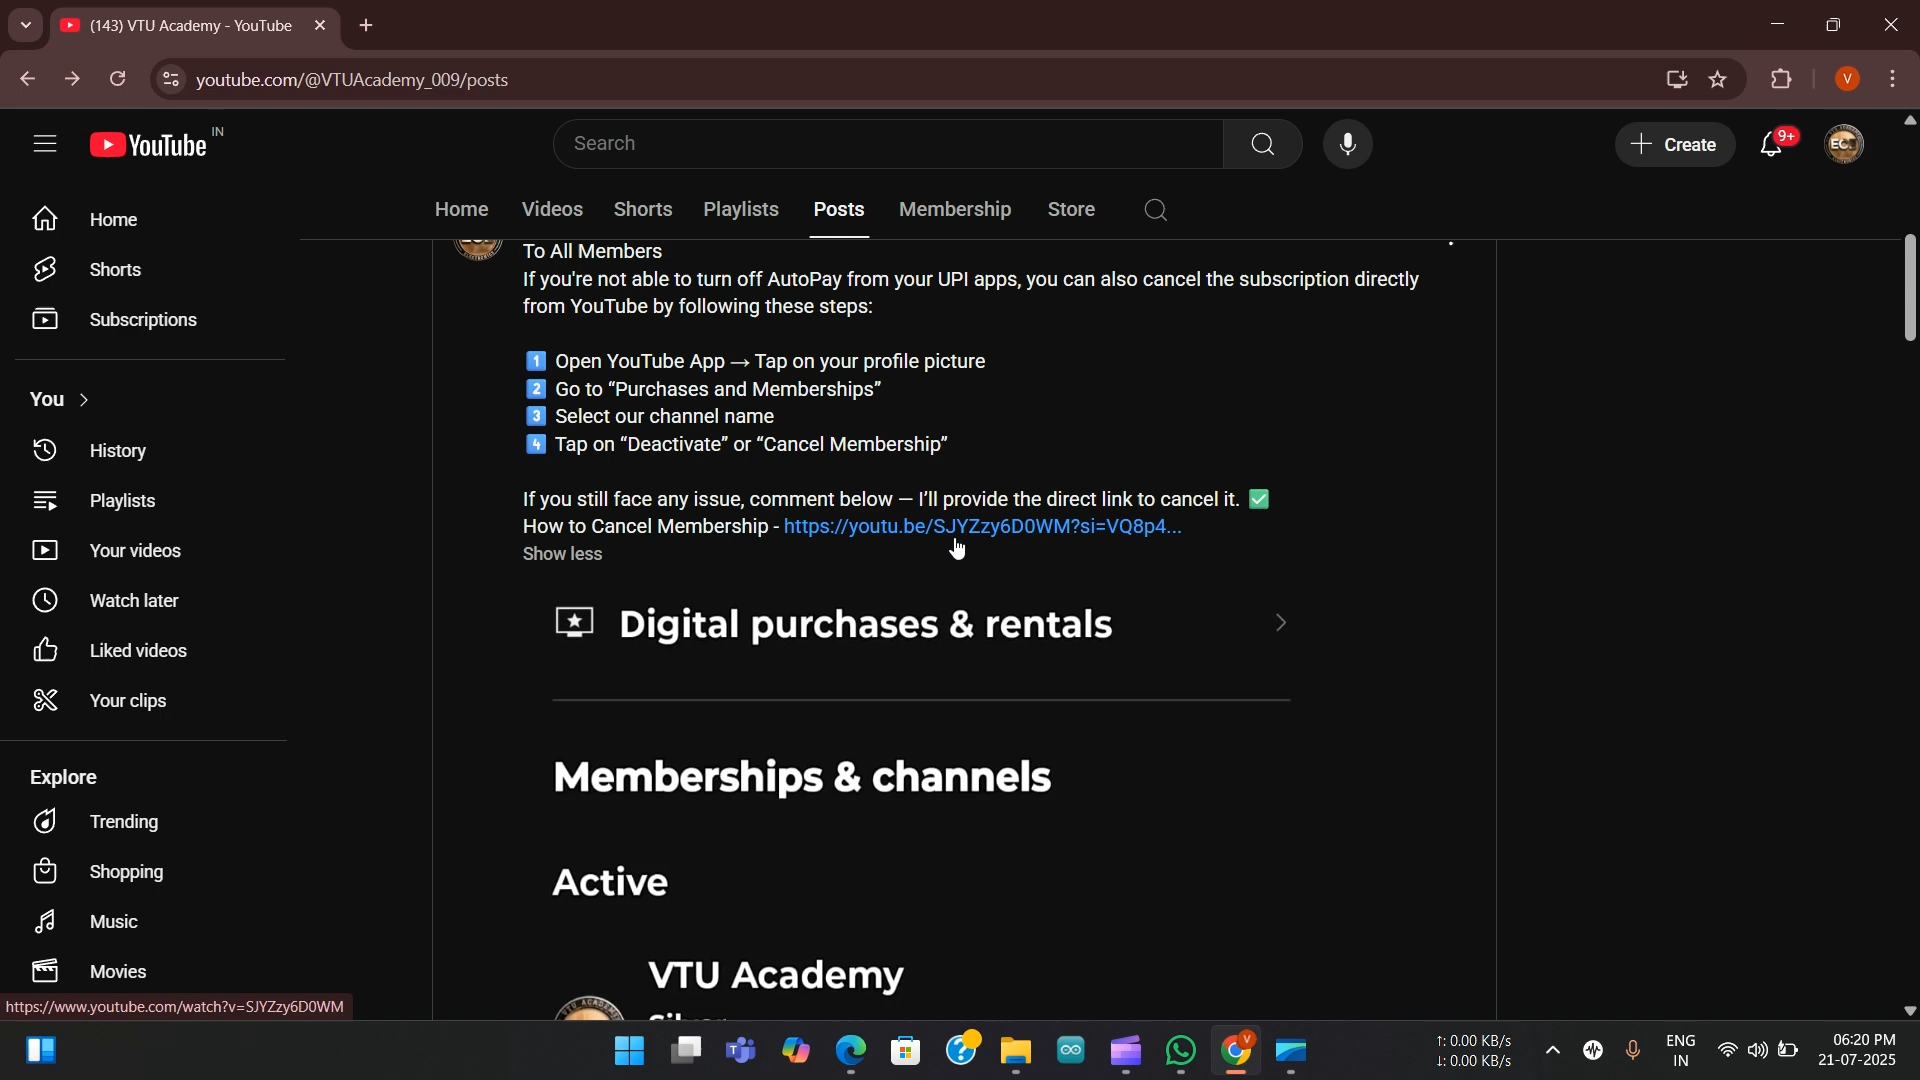 (143) VTU Academy - YouTube
youtube.com/@VTUAcademy_009/posts
V
YouTube IN
Search
Create
9+
Home
Shorts
Subscriptions
You
History
Playlists
Your videos
Watch later
Liked videos
Your clips
Explore
Trending
Shopping
Music
Movies
https://www.youtube.com/watch?v=SJYZzy6D0WM
Home Videos Shorts Playlists Posts Membership Store
To All Members
If you're not able to turn off AutoPay from your UPI apps, you can also cancel the subscription directly
from YouTube by following these steps:
1 Open YouTube App → Tap on your profile picture
2 Go to “Purchases and Memberships”
3 Select our channel name
4 Tap on “Deactivate” or “Cancel Membership”
If you still face any issue, comment below — I’ll provide the direct link to cancel it. ✅
How to Cancel Membership - https://youtu.be/SJYZzy6D0WM?si=VQ8p4...
Show less
Digital purchases & rentals
Memberships & channels
Active
VTU Academy
↑: 0.00 KB/s
↓: 0.00 KB/s
ENG
IN
06:20 PM
21-07-2025